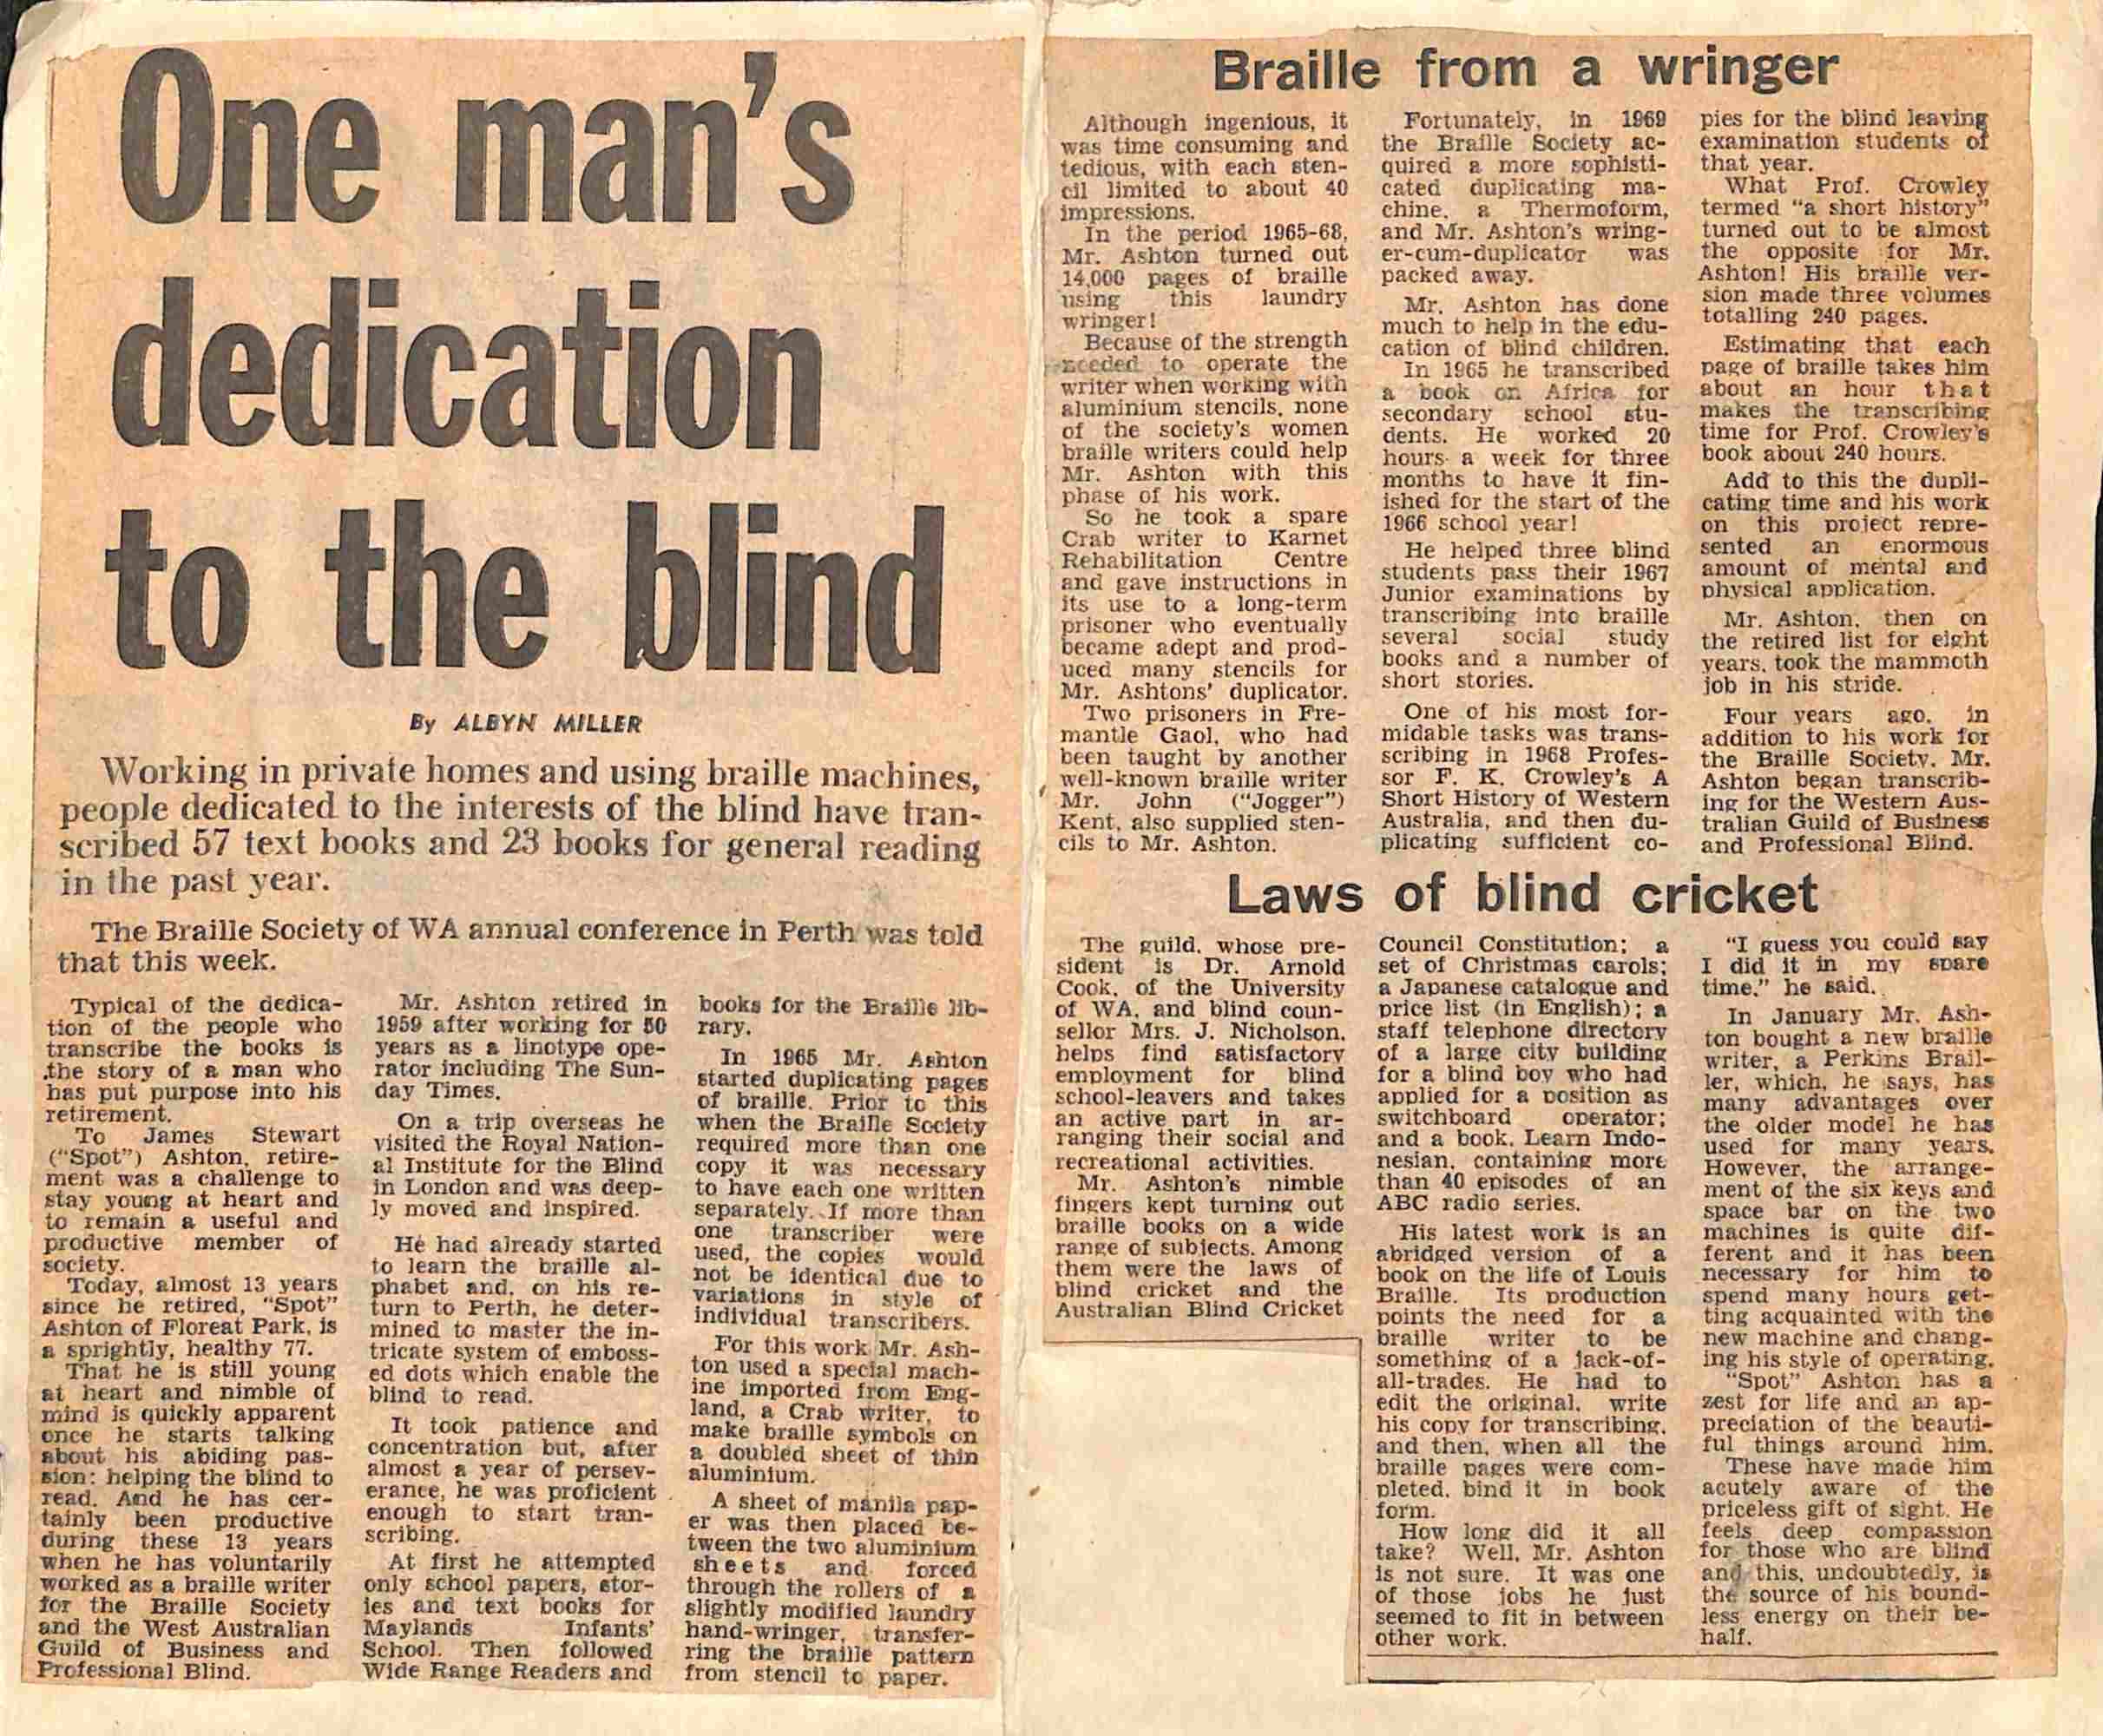 One man's
dedication
to the blind
By ALBYN MILLER
Working in private homes and using braille machines,
people dedicated to the interests of the blind have tran-
scribed 57 text books and 23 books for general reading
in the past year.
The Braille Society of WA annual conference in Perth was told
that this week.
Typical of the dedica-
tion of the people who
transcribe the books is
the story of a man who
has put purpose into his
retirement.
To James Stewart
("Spot") Ashton, retire-
ment was a challenge to
stay young at heart and
to remain a useful and
productive member of
society.
Today, almost 13 years
since he retired, "Spot"
Ashton of Floreat Park, is
a sprightly, healthy 77.
That he is still young
at heart and nimble of
mind is quickly apparent
once he starts talking
about his abiding pas-
sion: helping the blind to
read. And he has cer-
tainly been productive
during these 13 years
when he has voluntarily
worked as a braille writer
for the Braille Society
and the West Australian
Guild of Business and
Professional Blind.
Mr. Ashton retired in
1959 after working for 50
years as a linotype ope-
rator including The Sun-
day Times.
On a trip overseas he
visited the Royal Nation-
al Institute for the Blind
in London and was deep-
ly moved and inspired.
He had already started
to learn the braille al-
phabet and, on his re-
turn to Perth, he deter-
mined to master the in-
tricate system of emboss-
ed dots which enable the
blind to read.
It took patience and
concentration but, after
almost a year of persev-
erance, he was proficient
enough to start tran-
scribing.
At first he attempted
only school papers, stor-
ies and text books for
Maylands Infants'
School. Then followed
Wide Range Readers and
books for the Braille lib-
rary.
In 1965 Mr. Ashton
started duplicating pages
of braille. Prior to this
when the Braille Society
required more than one
copy it was necessary
to have each one written
separately. If more than
one transcriber were
used, the copies would
not be identical due to
variations in style of
individual transcribers.
For this work Mr. Ash-
ton used a special mach-
ine imported from Eng-
land, a Crab writer, to
make braille symbols on
a doubled sheet of thin
aluminium.
A sheet of manila pap-
er was then placed be-
tween the two aluminium
sheets and forced
through the rollers of a
slightly modified laundry
hand-wringer, transfer-
ring the braille pattern
from stencil to paper.
Braille from a wringer
Although ingenious, it
was time consuming and
tedious, with each sten-
cil limited to about 40
impressions.
In the period 1965-68,
Mr. Ashton turned out
14,000 pages of braille
using this laundry
wringer!
Because of the strength
needed to operate the
writer when working with
aluminium stencils, none
of the society's women
braille writers could help
Mr. Ashton with this
phase of his work.
So he took a spare
Crab writer to Karnet
Rehabilitation Centre
and gave instructions in
its use to a long-term
prisoner who eventually
became adept and prod-
uced many stencils for
Mr. Ashtons' duplicator.
Two prisoners in Fre-
mantle Gaol, who had
been taught by another
well-known braille writer
Mr. John ("Jogger")
Kent, also supplied sten-
cils to Mr. Ashton.
Fortunately, in 1969
the Braille Society ac-
quired a more sophisti-
cated duplicating ma-
chine, a Thermoform,
and Mr. Ashton's wring-
er-cum-duplicator was
packed away.
Mr. Ashton has done
much to help in the edu-
cation of blind children.
In 1965 he transcribed
a book on Africa for
secondary school stu-
dents. He worked 20
hours a week for three
months to have it fin-
ished for the start of the
1966 school year!
He helped three blind
students pass their 1967
Junior examinations by
transcribing into braille
several social study
books and a number of
short stories.
One of his most for-
midable tasks was trans-
scribing in 1968 Profes-
sor F. K. Crowley's A
Short History of Western
Australia, and then du-
plicating sufficient co-
pies for the blind leaving
examination students of
that year.
What Prof. Crowley
termed "a short history"
turned out to be almost
the opposite for Mr.
Ashton! His braille ver-
sion made three volumes
totalling 240 pages.
Estimating that each
page of braille takes him
about an hour that
makes the transcribing
time for Prof. Crowley's
book about 240 hours.
Add to this the dupli-
cating time and his work
on this project repre-
sented an enormous
amount of mental and
physical application.
Mr. Ashton, then on
the retired list for eight
years, took the mammoth
job in his stride.
Four years ago, in
addition to his work for
the Braille Society, Mr.
Ashton began transcrib-
ing for the Western Aus-
tralian Guild of Business
and Professional Blind.
Laws of blind cricket
The guild, whose pre-
sident is Dr. Arnold
Cook, of the University
of WA, and blind coun-
sellor Mrs. J. Nicholson,
helps find satisfactory
employment for blind
school-leavers and takes
an active part in ar-
ranging their social and
recreational activities.
Mr. Ashton's nimble
fingers kept turning out
braille books on a wide
range of subjects. Among
them were the laws of
blind cricket and the
Australian Blind Cricket
Council Constitution; a
set of Christmas carols;
a Japanese catalogue and
price list (in English); a
staff telephone directory
of a large city building
for a blind boy who had
applied for a position as
switchboard operator;
and a book, Learn Indo-
nesian, containing more
than 40 episodes of an
ABC radio series.
His latest work is an
abridged version of a
book on the life of Louis
Braille. Its production
points the need for a
braille writer to be
something of a jack-of-
all-trades. He had to
edit the original, write
his copy for transcribing,
and then, when all the
braille pages were com-
pleted, bind it in book
form.
How long did it all
take? Well, Mr. Ashton
is not sure. It was one
of those jobs he just
seemed to fit in between
other work.
"I guess you could say
I did it in my spare
time," he said.
In January Mr. Ash-
ton bought a new braille
writer, a Perkins Brail-
ler, which, he says, has
many advantages over
the older model he has
used for many years.
However, the arrange-
ment of the six keys and
space bar on the two
machines is quite dif-
ferent and it has been
necessary for him to
spend many hours get-
ting acquainted with the
new machine and chang-
ing his style of operating.
"Spot" Ashton has a
zest for life and an ap-
preciation of the beauti-
ful things around him.
These have made him
acutely aware of the
priceless gift of sight. He
feels deep compassion
for those who are blind
and this, undoubtedly, is
the source of his bound-
less energy on their be-
half.